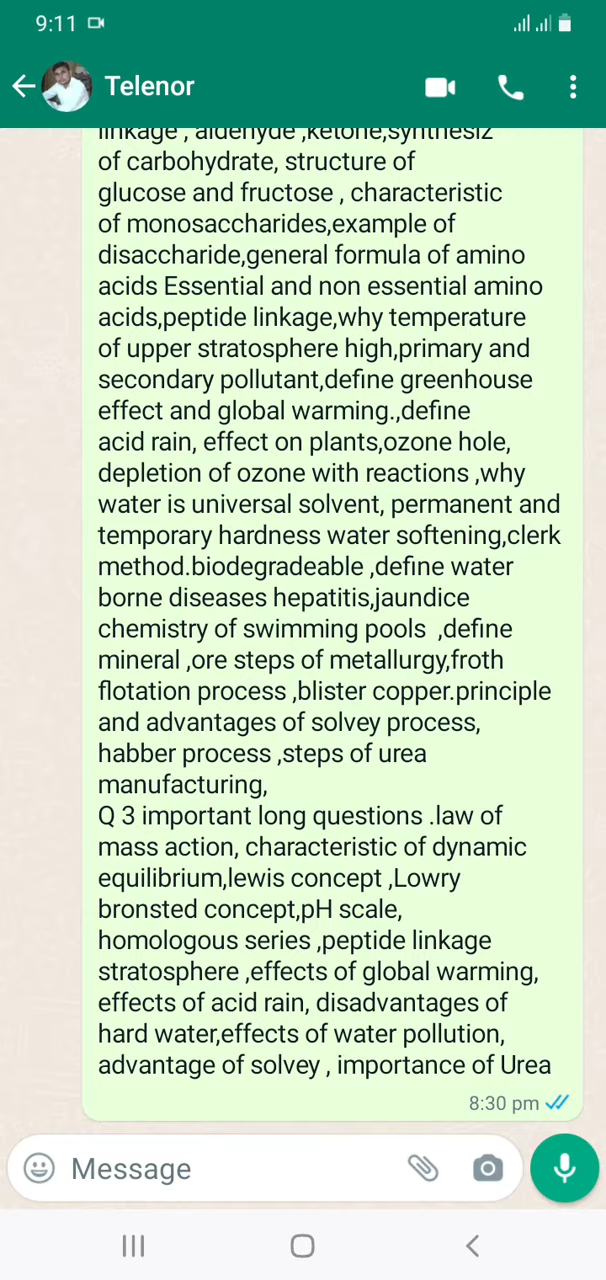 9:11
Telenor
linkage , aldehyde ,ketone,synthesiz
of carbohydrate, structure of
glucose and fructose , characteristic
of monosaccharides,example of
disaccharide,general formula of amino
acids Essential and non essential amino
acids,peptide linkage,why temperature
of upper stratosphere high,primary and
secondary pollutant,define greenhouse
effect and global warming.,define
acid rain, effect on plants,ozone hole,
depletion of ozone with reactions ,why
water is universal solvent, permanent and
temporary hardness water softening,clerk
method.biodegradeable ,define water
borne diseases hepatitis,jaundice
chemistry of swimming pools  ,define
mineral ,ore steps of metallurgy,froth
flotation process ,blister copper.principle
and advantages of solvey process,
habber process ,steps of urea
manufacturing,
Q 3 important long questions .law of
mass action, characteristic of dynamic
equilibrium,lewis concept ,Lowry
bronsted concept,pH scale,
homologous series ,peptide linkage
stratosphere ,effects of global warming,
effects of acid rain, disadvantages of
hard water,effects of water pollution,
advantage of solvey , importance of Urea
8:30 pm
Message